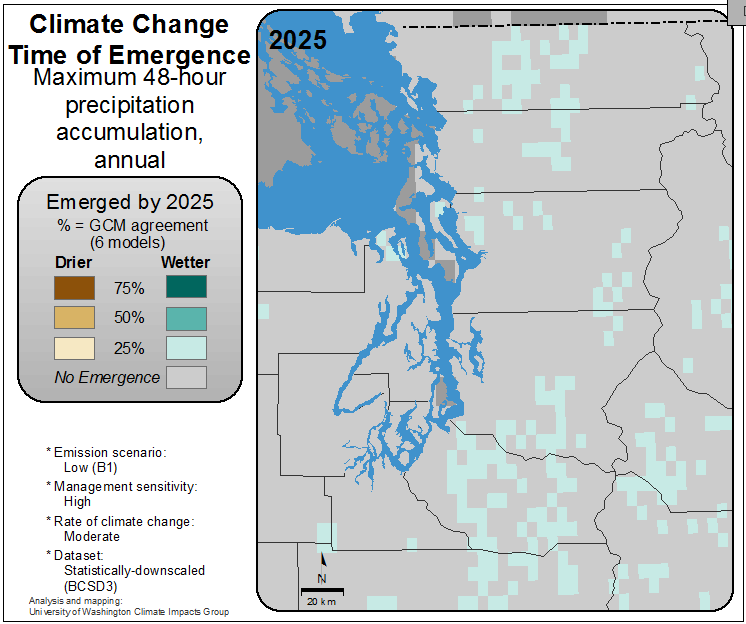 Climate Change
Time of Emergence
Maximum 48-hour
precipitation
accumulation,
annual
Emerged by 2025
% = GCM agreement
(6 models)
Drier Wetter
75%
50%
25%
No Emergence
* Emission scenario:
Low (B1)
* Management sensitivity:
High
* Rate of climate change:
Moderate
* Dataset:
Statistically-downscaled
(BCSD3)
Analysis and mapping:
University of Washington Climate Impacts Group
2025
N
20 km